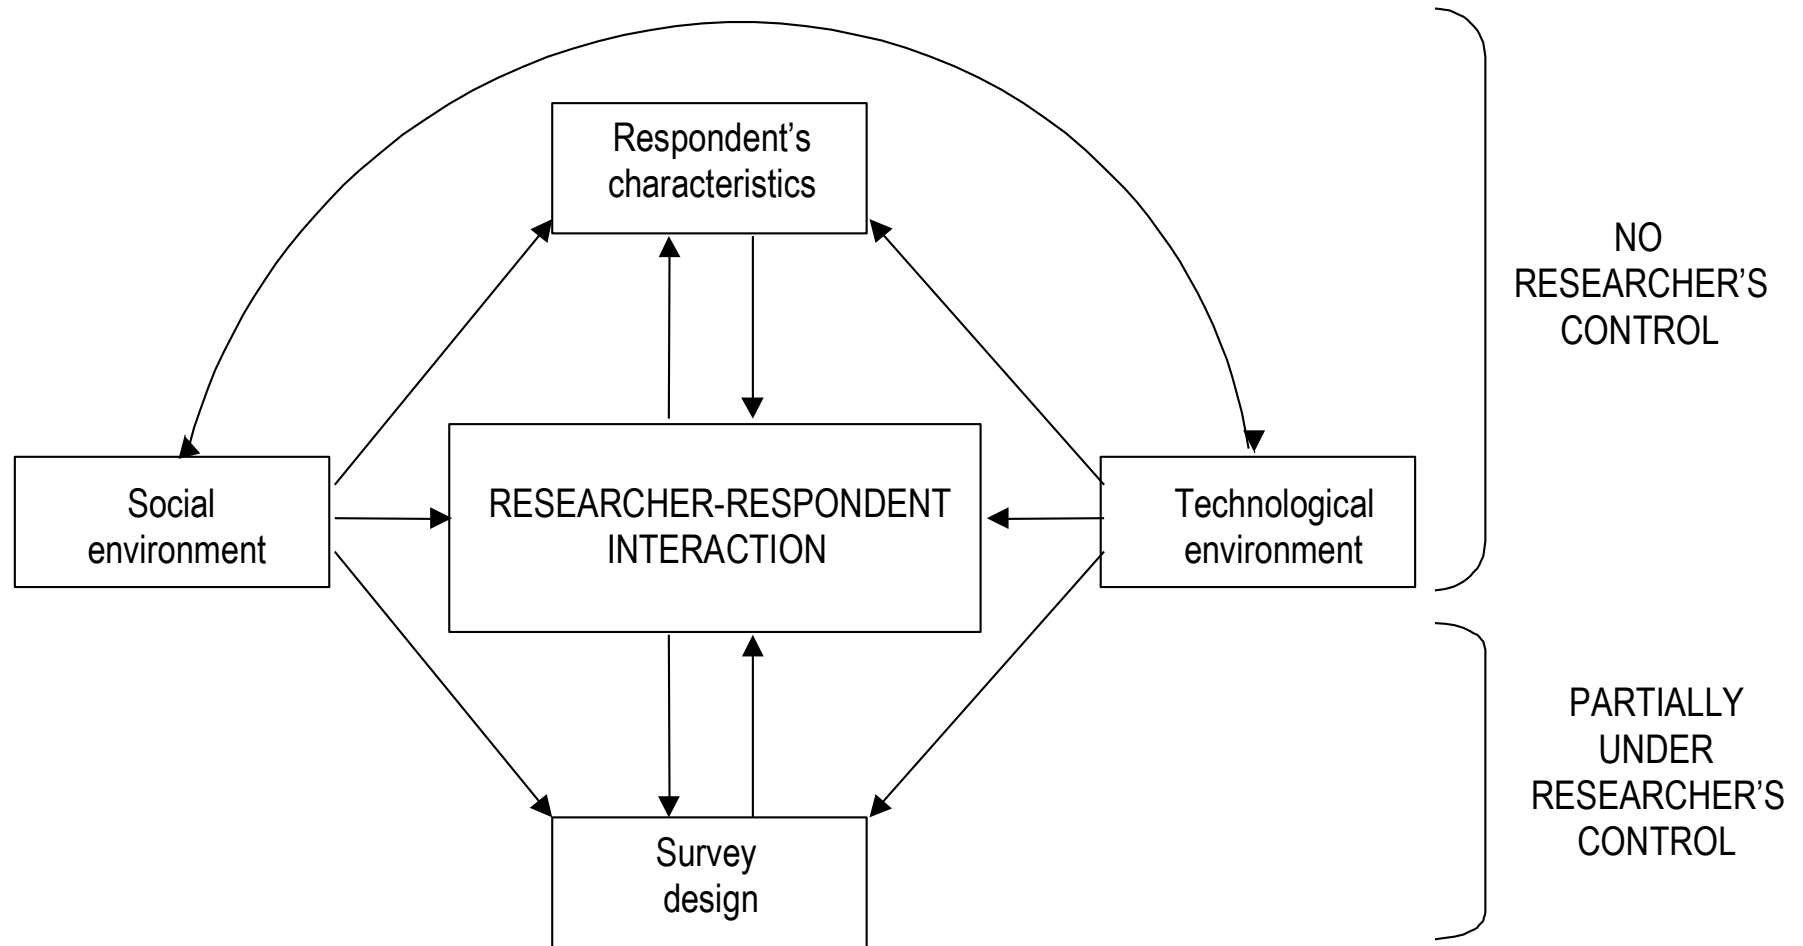 Respondent’s
characteristics
NO
RESEARCHER’S
CONTROL
Social
environment
RESEARCHER-RESPONDENT
INTERACTION
Technological
environment
PARTIALLY
UNDER
RESEARCHER’S
CONTROL
Survey
design